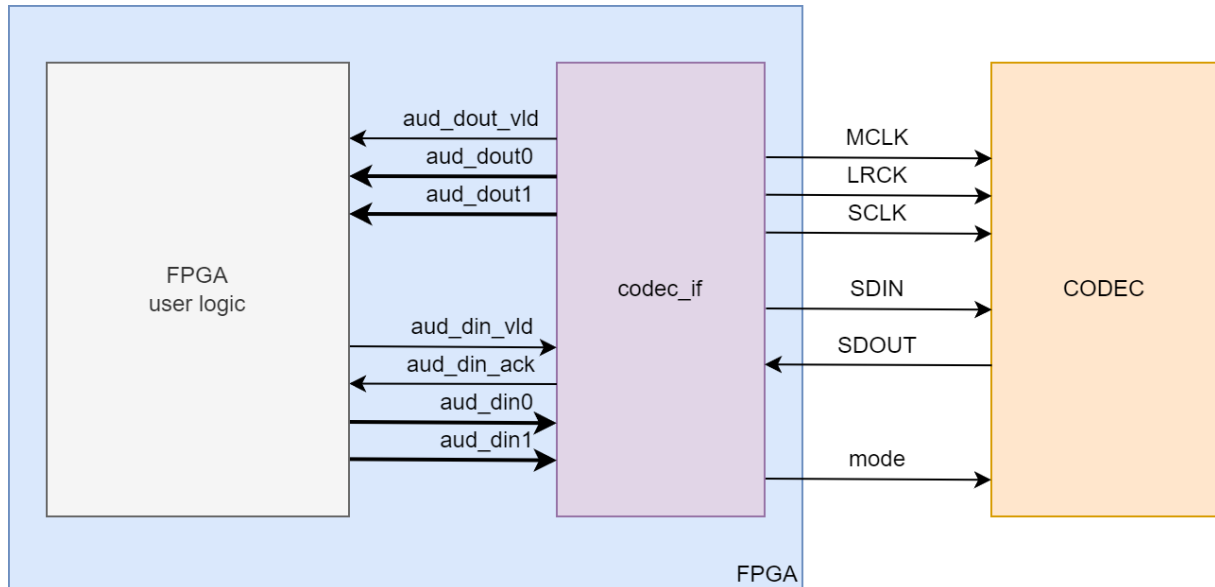 aud_dout_vld
aud_dout0
aud_dout1
FPGA
user logic
aud_din_vld
aud_din_ack
aud_din0
aud_din1
codec_if
MCLK
LRCK
SCLK
SDIN
SDOUT
mode
CODEC
FPGA